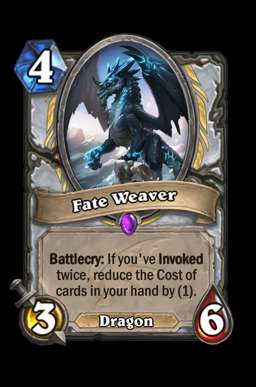 4
Fate Weaver
Battlecry: If you've Invoked
twice, reduce the Cost of
cards in your hand by (1).
3
Dragon
6